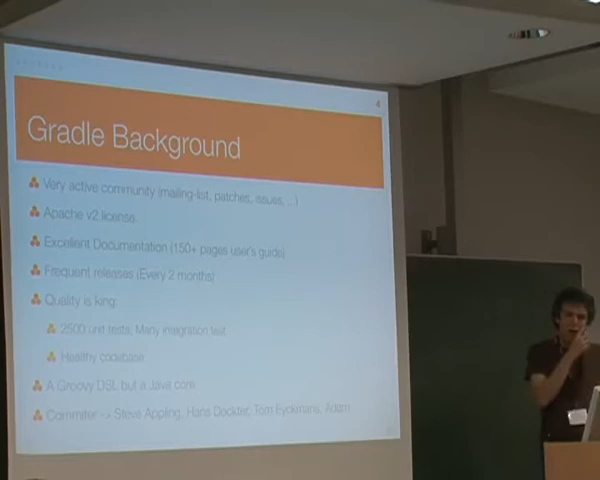 4
Gradle Background
Very active community (mailing-list, patches, issues, ...)
Apache v2 license.
Excellent Documentation (150+ pages user's guide)
Frequent releases (Every 2 months)
Quality is king:
2500 unit tests, Many integration test
Healthy codebase
A Groovy DSL but a Java core
Commiter -> Steve Appling, Hans Dockter, Tom Eyckmans, Adam